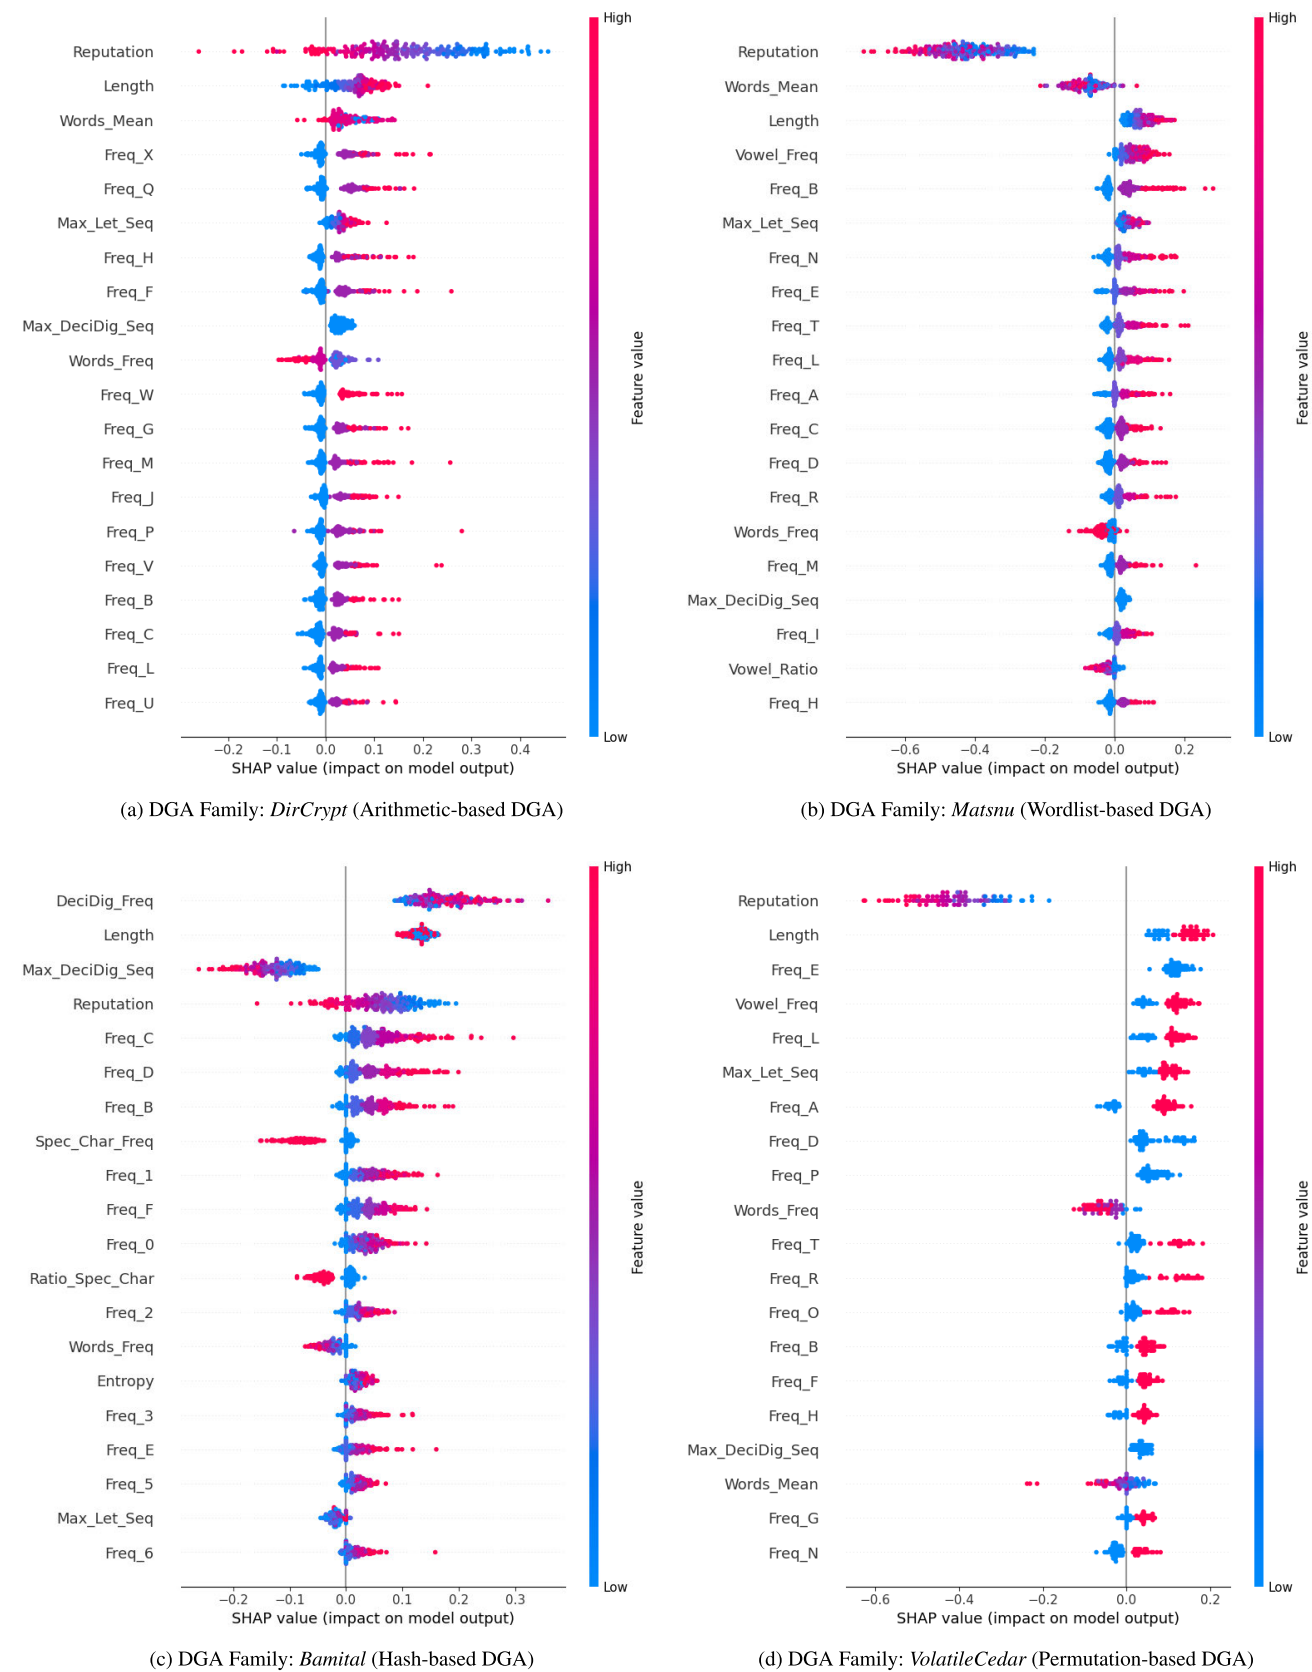 High
Reputation
Length
Words_Mean
Freq_X
Freq_Q
Max_Let_Seq
Freq_H
Freq_F
Max_DeciDig_Seq
Words_Freq
Freq_W
Freq_G
Freq_M
Freq_J
Freq_P
Freq_V
Freq_B
Freq_C
Freq_L
Freq_U
Feature value
Low
−0.2 −0.1 0.0 0.1 0.2 0.3 0.4
SHAP value (impact on model output)
(a) DGA Family: DirCrypt (Arithmetic-based DGA)
High
Reputation
Words_Mean
Length
Vowel_Freq
Freq_B
Max_Let_Seq
Freq_N
Freq_E
Freq_T
Freq_L
Freq_A
Freq_C
Freq_D
Freq_R
Words_Freq
Freq_M
Max_DeciDig_Seq
Freq_I
Vowel_Ratio
Freq_H
Feature value
Low
−0.6 −0.4 −0.2 0.0 0.2
SHAP value (impact on model output)
(b) DGA Family: Matsnu (Wordlist-based DGA)
High
DeciDig_Freq
Length
Max_DeciDig_Seq
Reputation
Freq_C
Freq_D
Freq_B
Spec_Char_Freq
Freq_1
Freq_F
Freq_0
Ratio_Spec_Char
Freq_2
Words_Freq
Entropy
Freq_3
Freq_E
Freq_5
Max_Let_Seq
Freq_6
Feature value
Low
−0.2 −0.1 0.0 0.1 0.2 0.3
SHAP value (impact on model output)
(c) DGA Family: Bamital (Hash-based DGA)
High
Reputation
Length
Freq_E
Vowel_Freq
Freq_L
Max_Let_Seq
Freq_A
Freq_D
Freq_P
Words_Freq
Freq_T
Freq_R
Freq_O
Freq_B
Freq_F
Freq_H
Max_DeciDig_Seq
Words_Mean
Freq_G
Freq_N
Feature value
Low
−0.6 −0.4 −0.2 0.0 0.2
SHAP value (impact on model output)
(d) DGA Family: VolatileCedar (Permutation-based DGA)